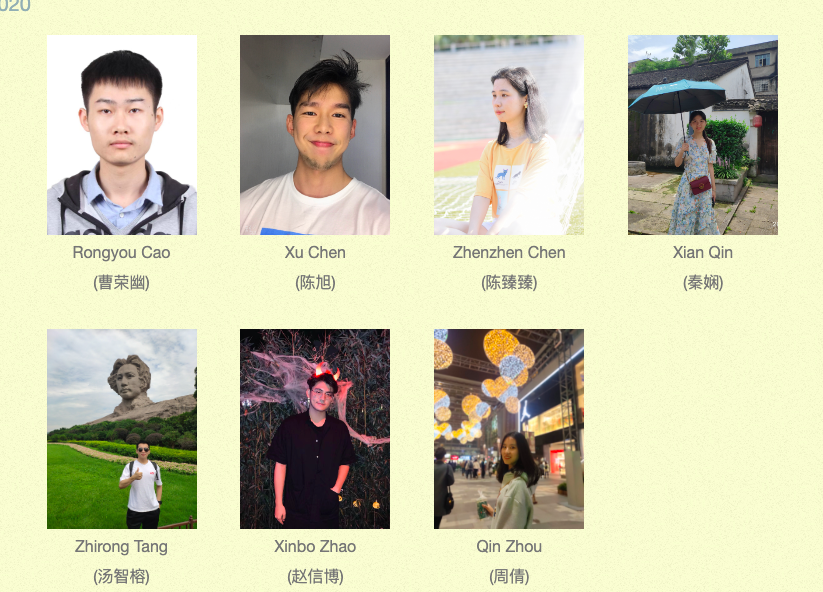 020
Rongyou Cao
Xu Chen
Zhenzhen Chen
Xian Qin
(曹荣幽)
(陈旭)
(陈臻臻)
(秦娴)
Zhirong Tang
Xinbo Zhao
Qin Zhou
(汤智榕)
(赵信博)
(周倩)